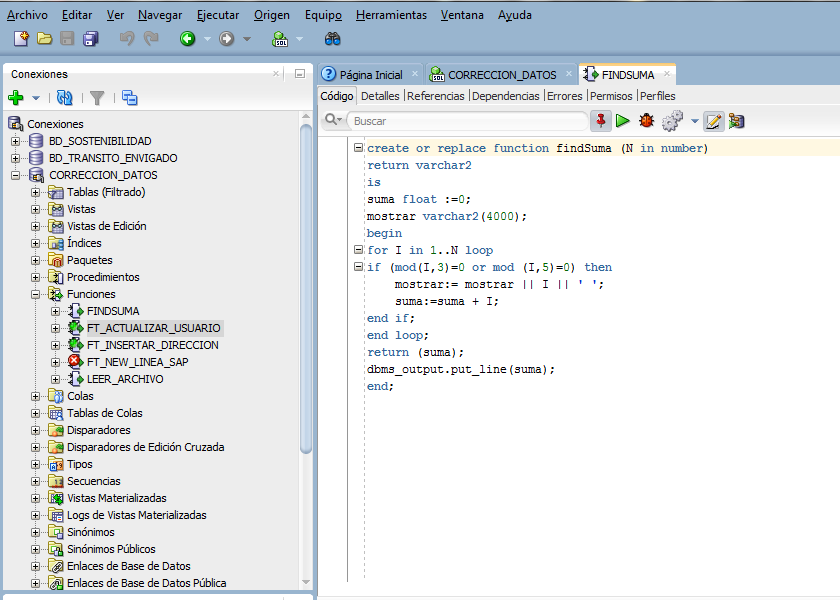 Archivo Editar Ver Navegar Ejecutar Origen Equipo Herramientas Ventana Ayuda
Conexiones
Conexiones
BD_SOSTENIBILIDAD
BD_TRANSITO_ENVIGADO
CORRECCION_DATOS
Tablas (Filtrado)
Vistas
Vistas de Edición
Índices
Paquetes
Procedimientos
Funciones
FINDSUMA
FT_ACTUALIZAR_USUARIO
FT_INSERTAR_DIRECCION
FT_NEW_LINEA_SAP
LEER_ARCHIVO
Colas
Tablas de Colas
Disparadores
Disparadores de Edición Cruzada
Tipos
Secuencias
Vistas Materializadas
Logs de Vistas Materializadas
Sinónimos
Sinónimos Públicos
Enlaces de Base de Datos
Enlaces de Base de Datos Pública
Página Inicial CORRECCION_DATOS FINDSUMA
Código Detalles Referencias Dependencias Errores Permisos Perfiles
Buscar
create or replace function findSuma (N in number)
return varchar2
is
suma float :=0;
mostrar varchar2(4000);
begin
for I in 1..N loop
if (mod(I,3)=0 or mod (I,5)=0) then
mostrar:= mostrar || I || ' ';
suma:=suma + I;
end if;
end loop;
return (suma);
dbms_output.put_line(suma);
end;